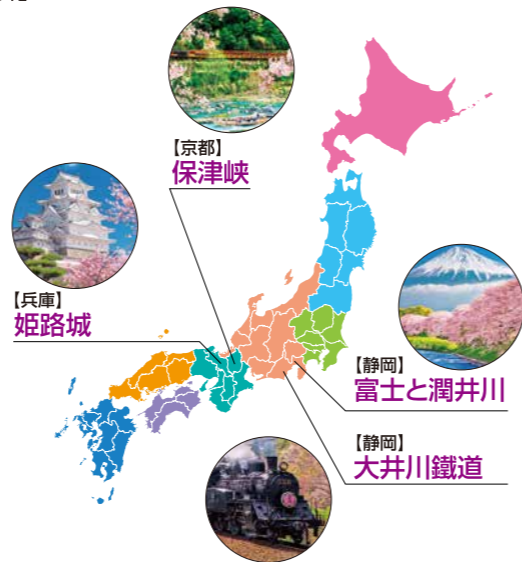 【京都】
保津峡
【兵庫】
姫路城
【静岡】
富士と潤井川
【静岡】
大井川鐵道